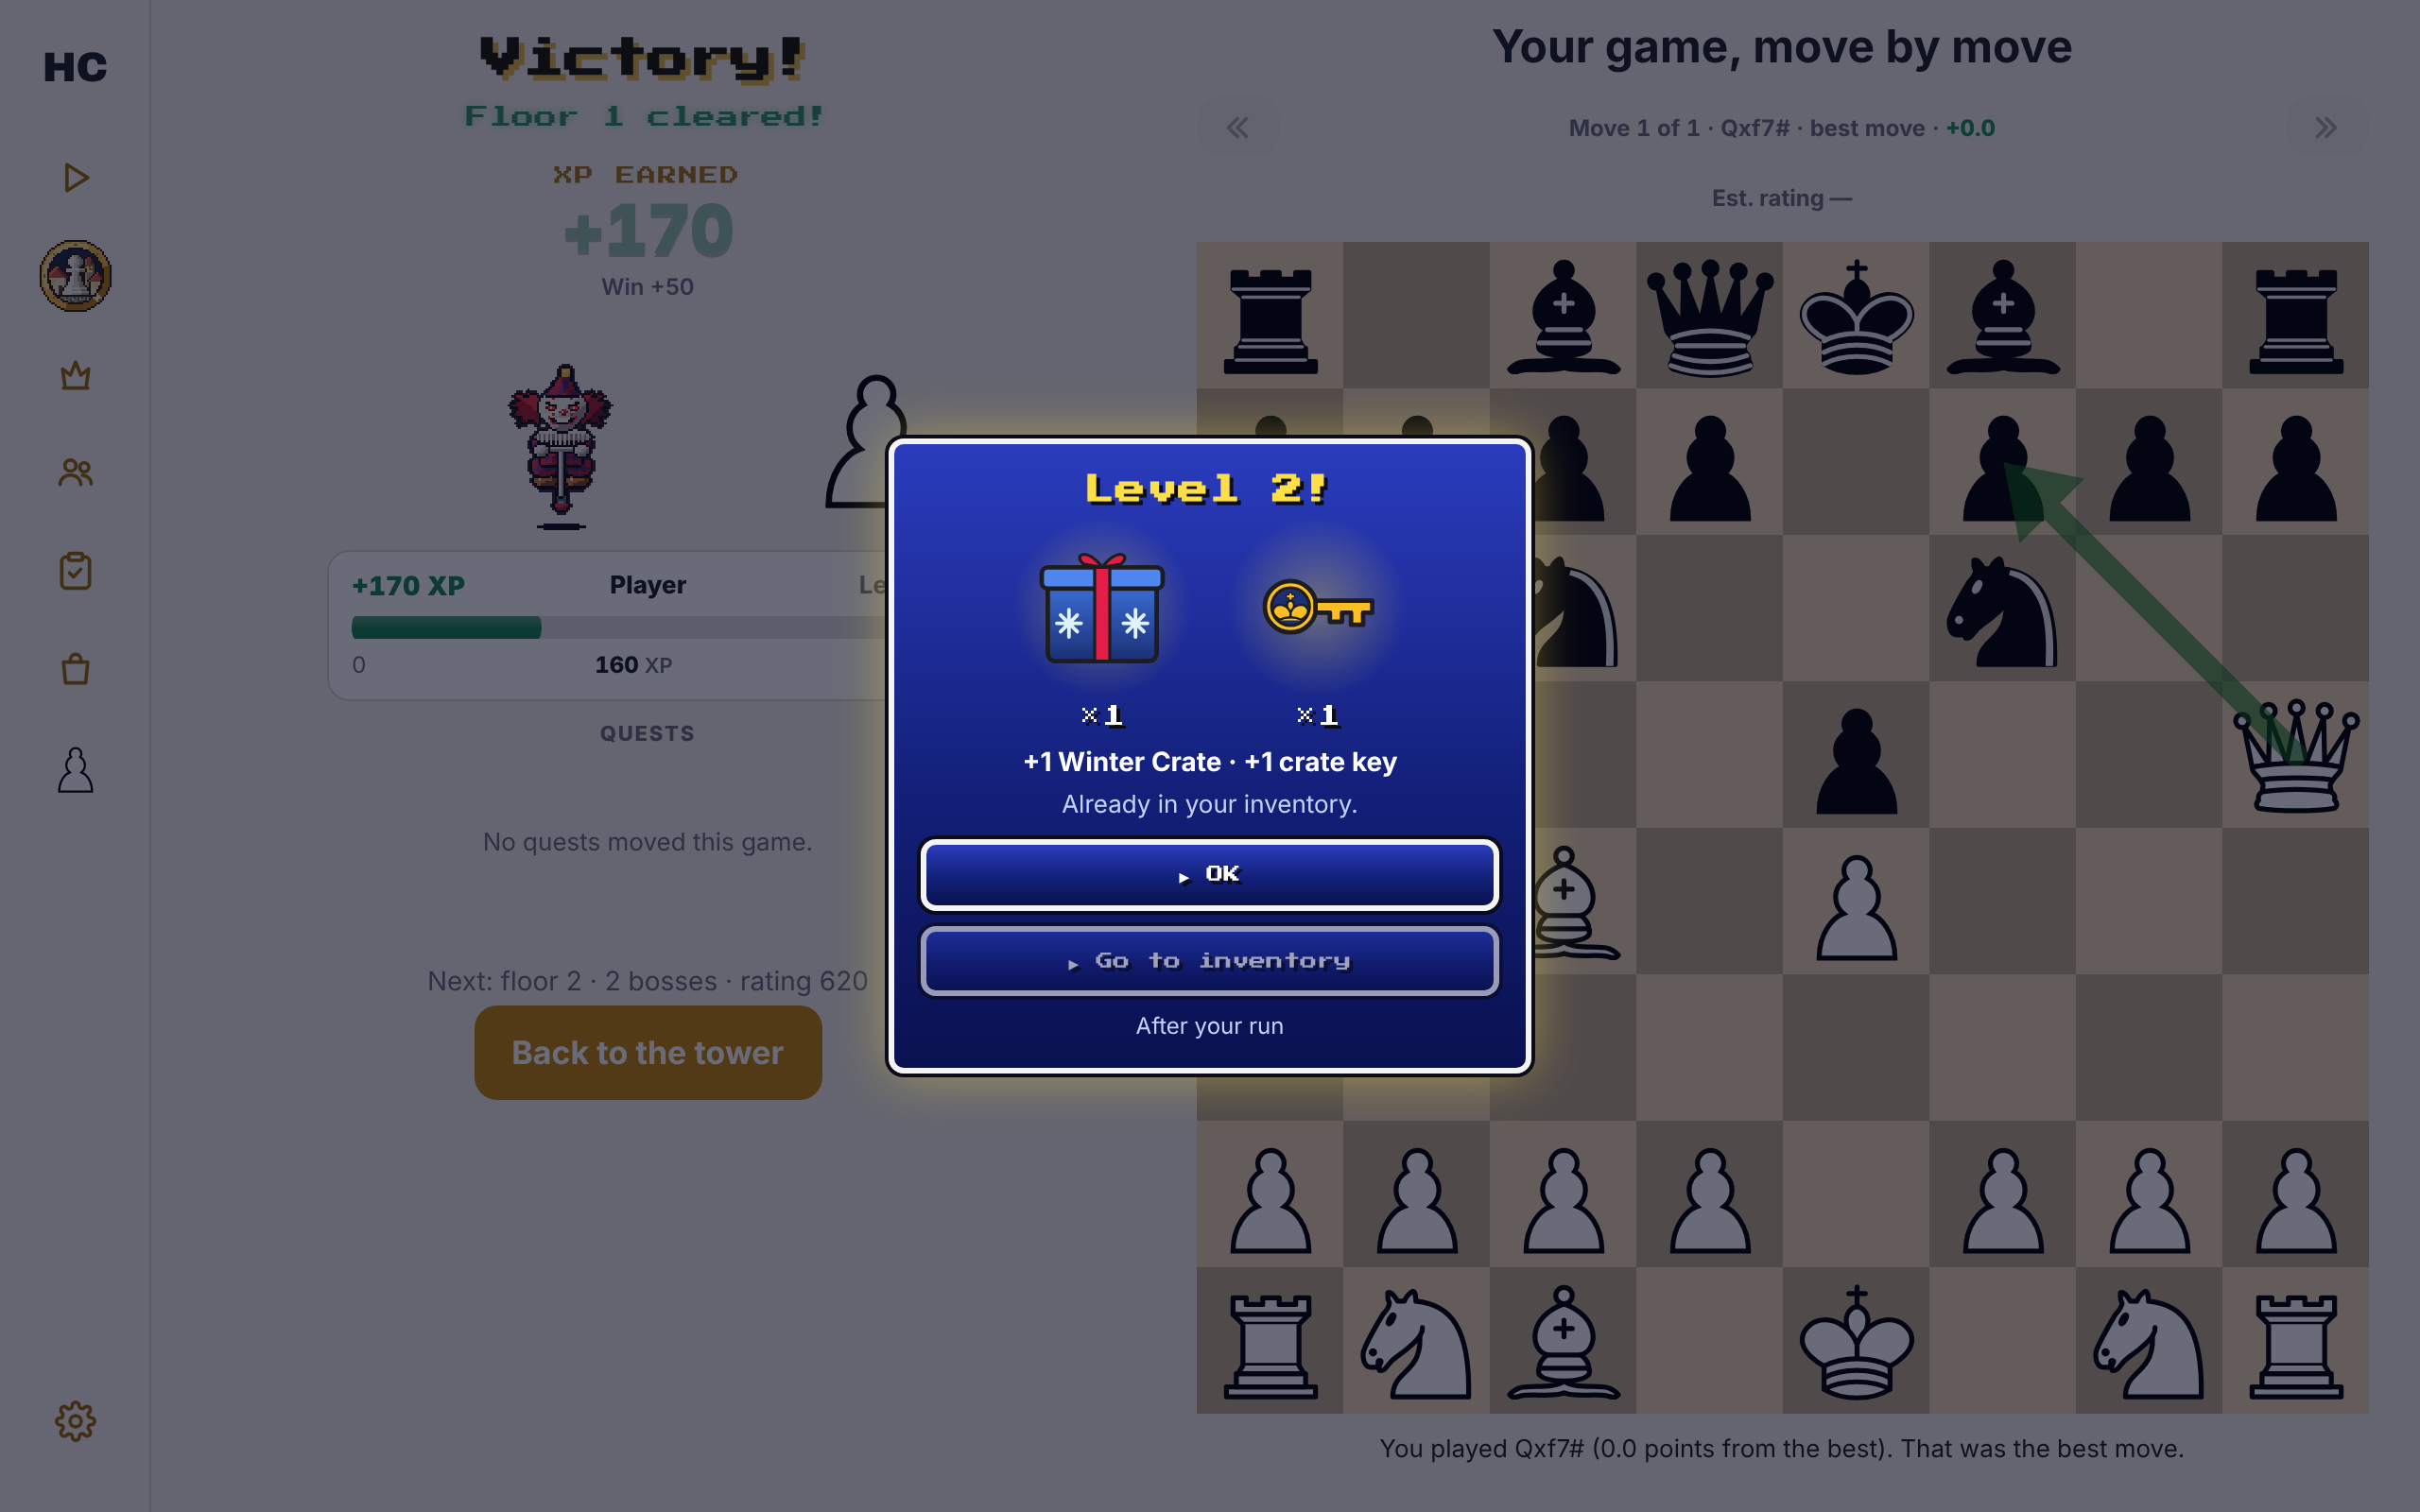 HC
Victory!
Floor 1 cleared!
XP EARNED
+170
Win +50
+170 XP
Player
0
160 XP
QUESTS
No quests moved this game.
Next: floor 2 · 2 bosses · rating 620
Back to the tower
Level 2!
×1
×1
+1 Winter Crate · +1 crate key
Already in your inventory.
▸ OK
▸ Go to inventory
After your run
Your game, move by move
Move 1 of 1 · Qxf7# · best move · +0.0
Est. rating —
You played Qxf7# (0.0 points from the best). That was the best move.